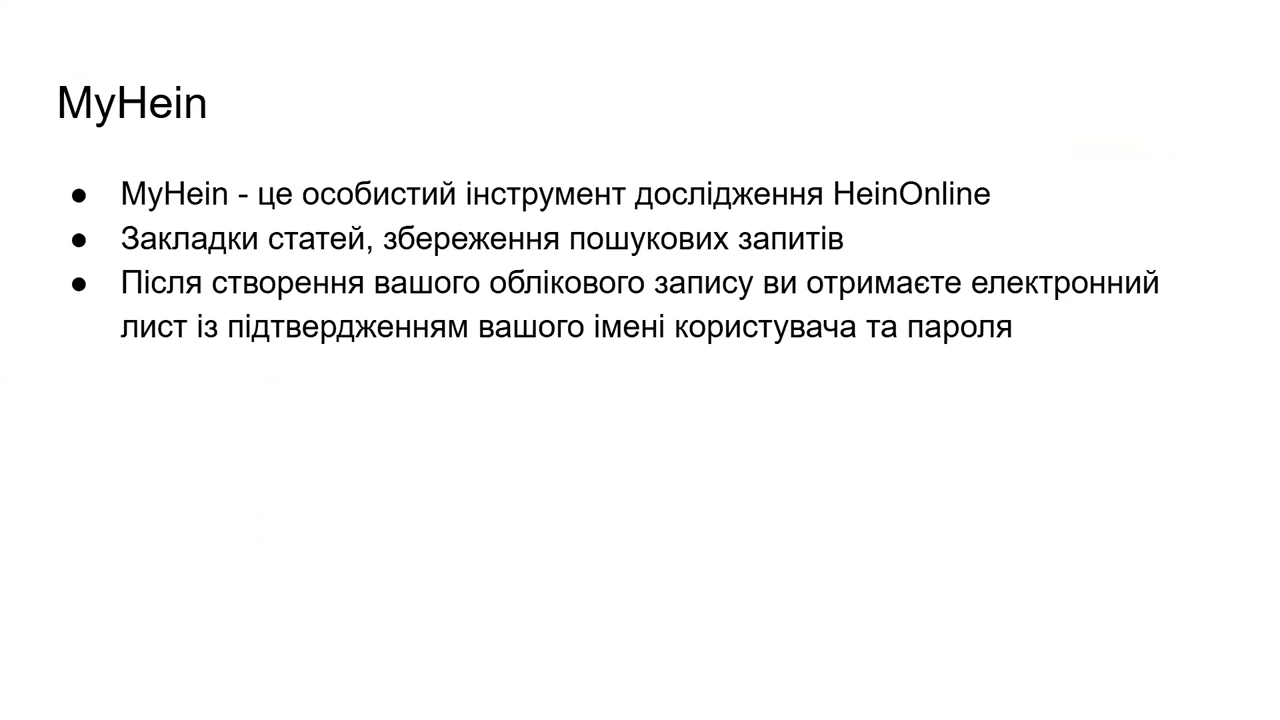 MyHein
● MyHein - це особистий інструмент дослідження HeinOnline
● Закладки статей, збереження пошукових запитів
● Після створення вашого облікового запису ви отримаєте електронний
лист із підтвердженням вашого імені користувача та пароля